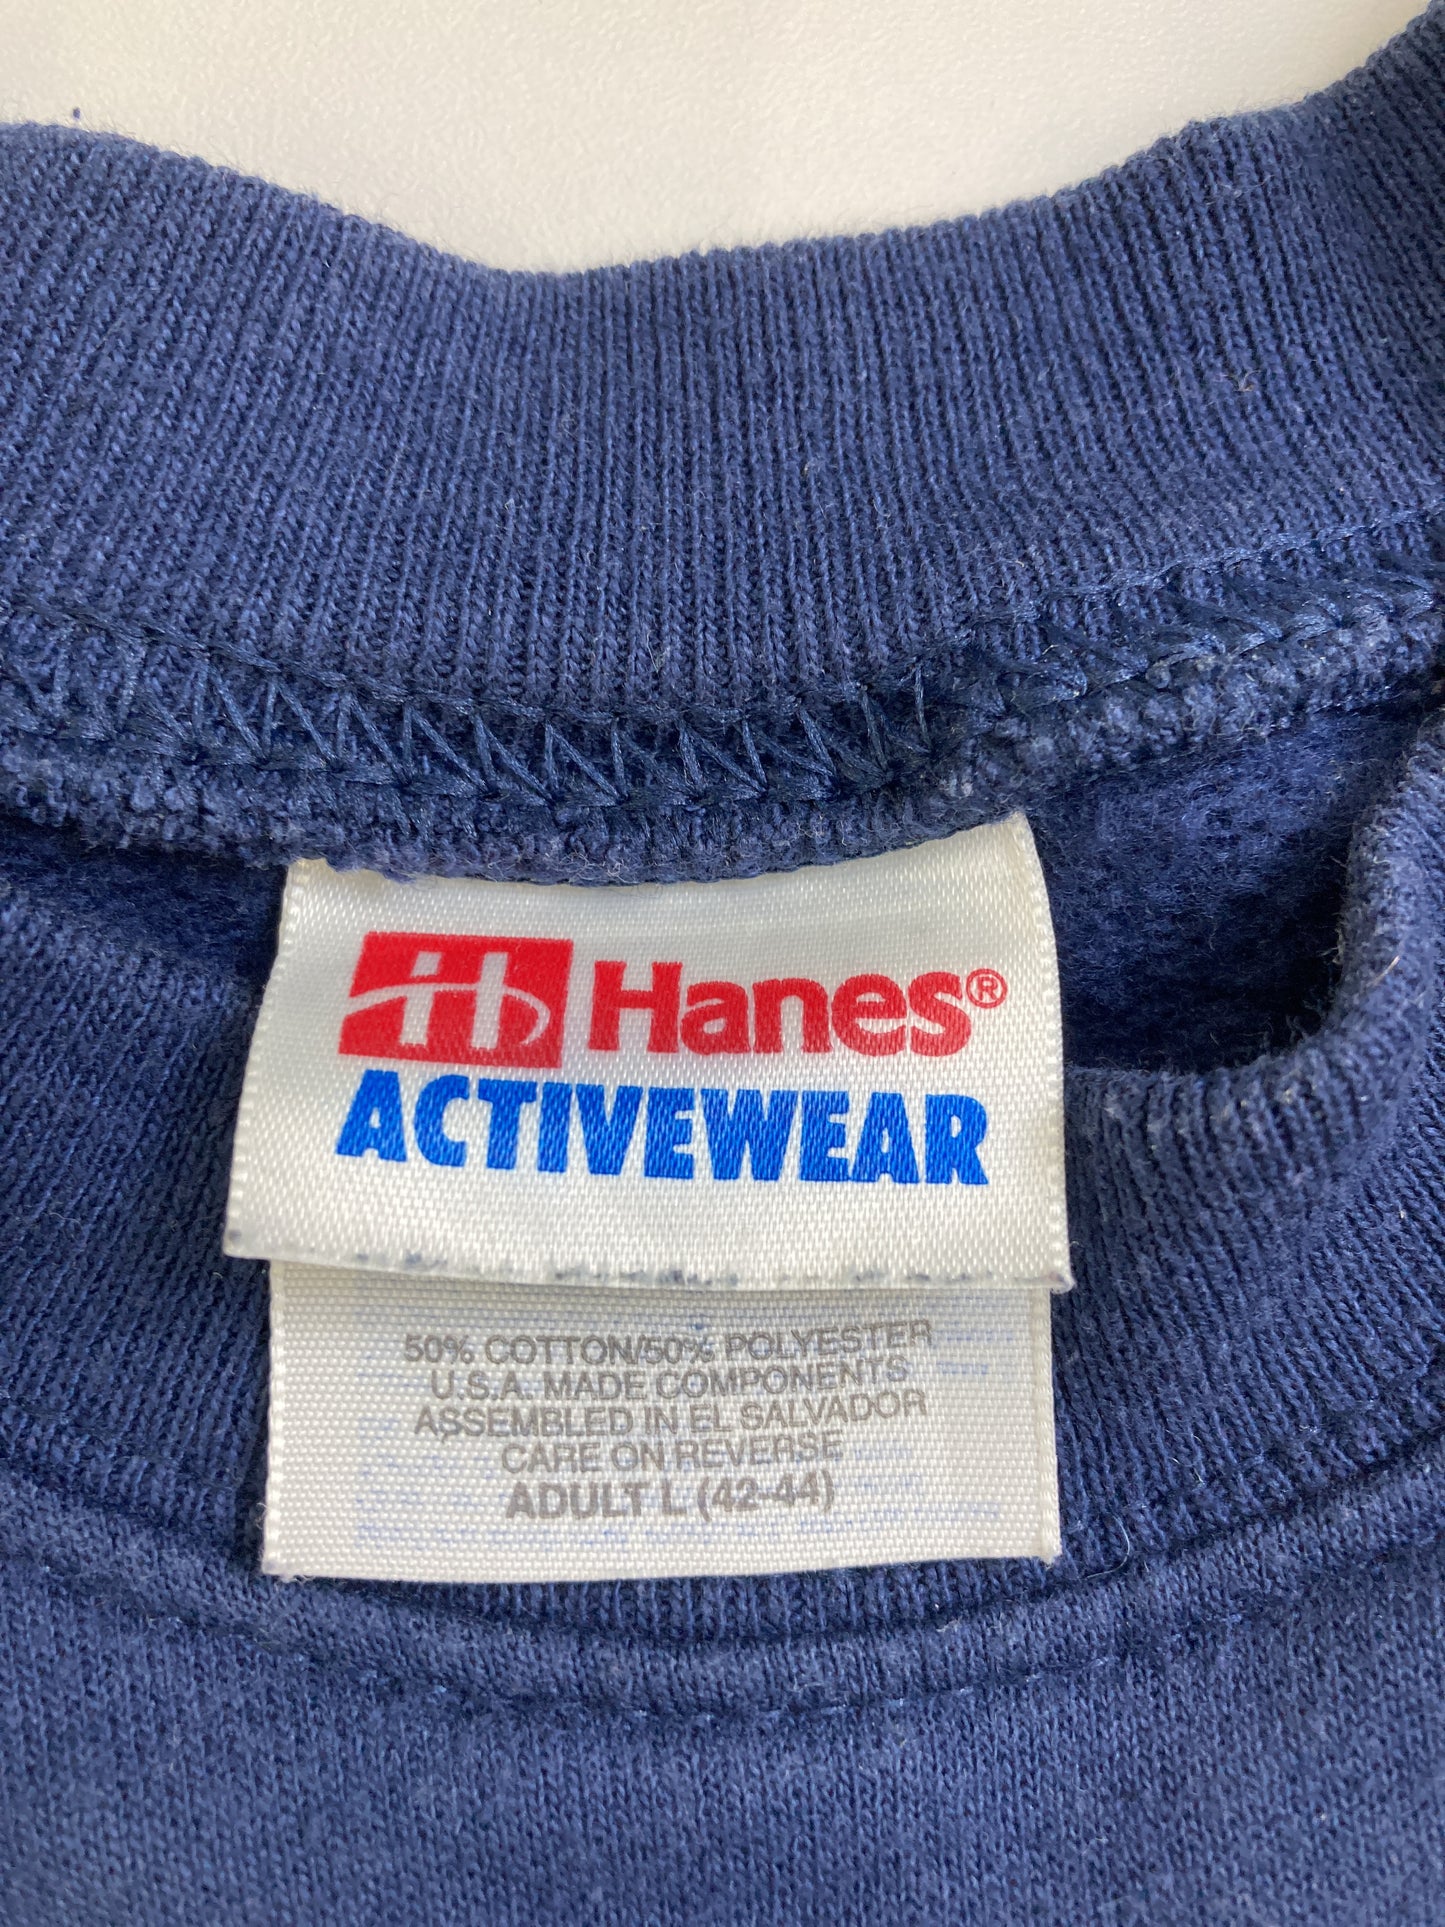 Hanes®
ACTIVEWEAR
50% COTTON/50% POLYESTER
U.S.A. MADE COMPONENTS
ASSEMBLED IN EL SALVADOR
CARE ON REVERSE
ADULT L (42-44)